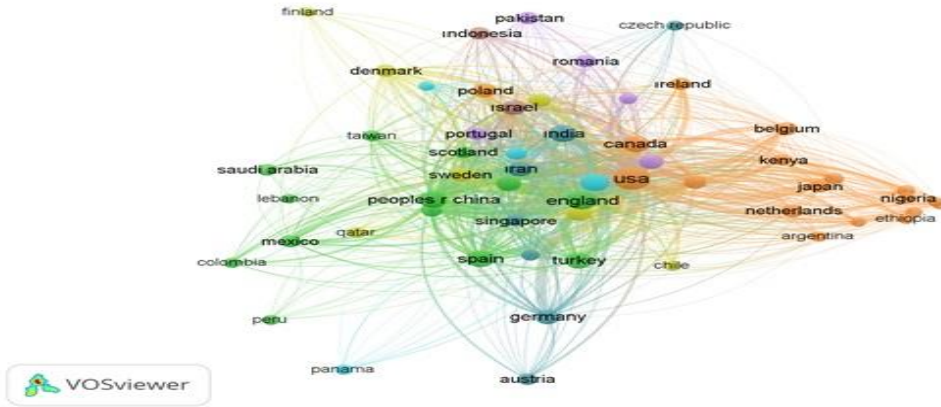 finland
pakistan
indonesia
czech republic
romania
denmark
poland
ireland
israel
taiwan
portugal
india
canada
belgium
scotland
saudi arabia
sweden
iran
usa
kenya
japan
lebanon
peoples r china
england
nigeria
singapore
netherlands
ethiopia
qatar
mexico
argentina
colombia
spain
turkey
chile
peru
germany
panama
austria
VOSviewer